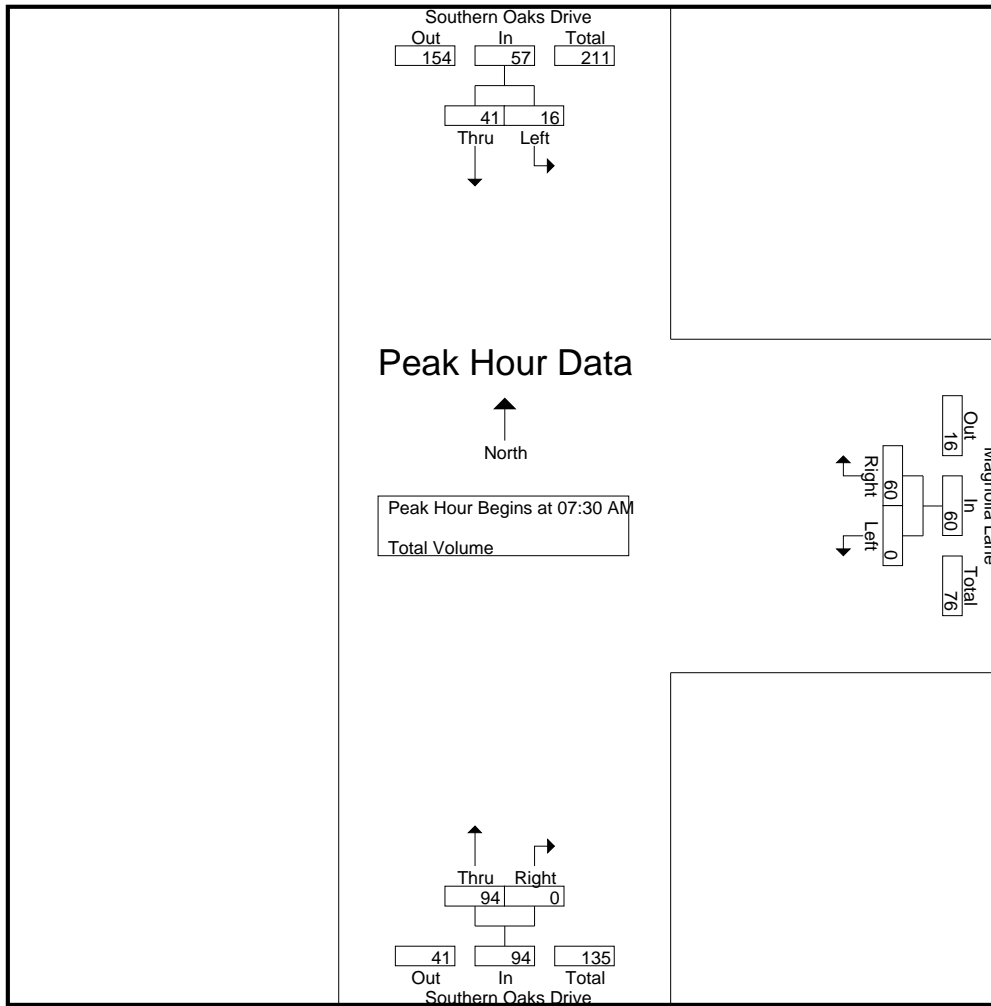 Southern Oaks Drive
Out In Total
154 57 211
41 16
Thru Left
Peak Hour Data
North
Peak Hour Begins at 07:30 AM
Total Volume
Magnolia Lane
Out In Total
16 60 76
60 0
Right Left
Thru Right
94 0
41 94 135
Out In Total
Southern Oaks Drive